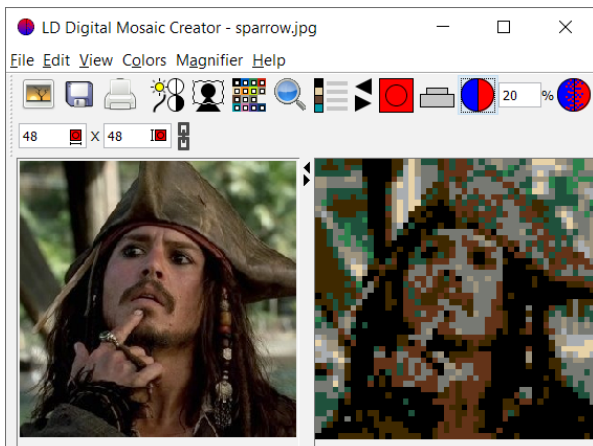 LD Digital Mosaic Creator - sparrow.jpg
File Edit View Colors Magnifier Help
20 %
48 X 48